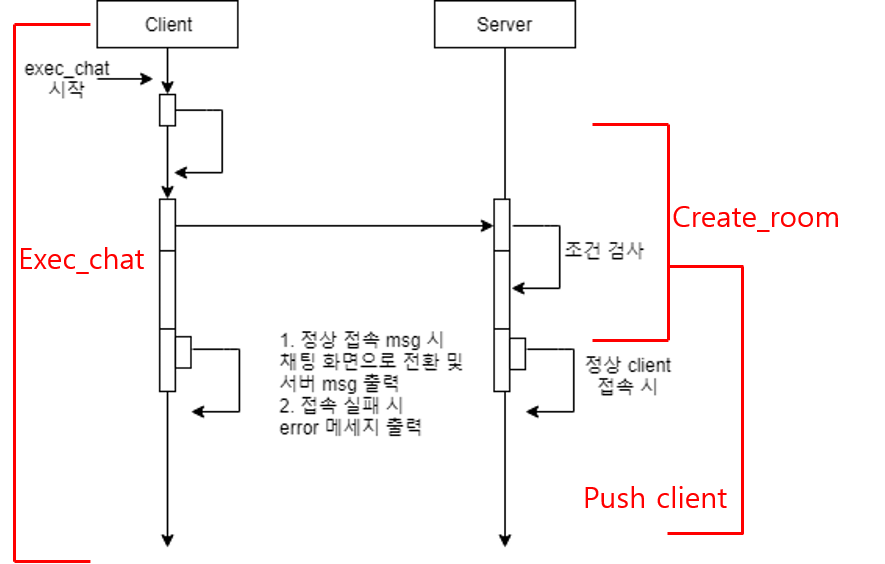 Client
Server
exec_chat
시작
Create_room
Exec_chat
조건 검사
1. 정상 접속 msg 시
채팅 화면으로 전환 및
서버 msg 출력
2. 접속 실패 시
error 메세지 출력
정상 client
접속 시
Push client